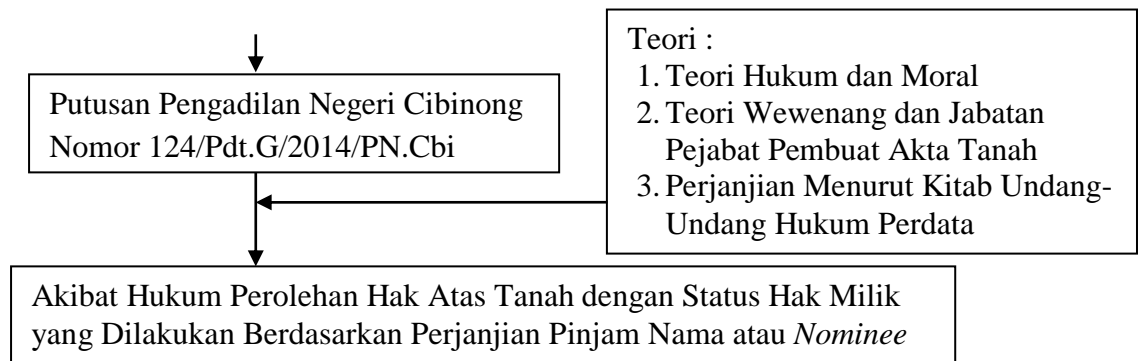 Putusan Pengadilan Negeri Cibinong
Nomor 124/Pdt.G/2014/PN.Cbi
Teori :
1. Teori Hukum dan Moral
2. Teori Wewenang dan Jabatan
Pejabat Pembuat Akta Tanah
3. Perjanjian Menurut Kitab Undang-
Undang Hukum Perdata
Akibat Hukum Perolehan Hak Atas Tanah dengan Status Hak Milik
yang Dilakukan Berdasarkan Perjanjian Pinjam Nama atau Nominee